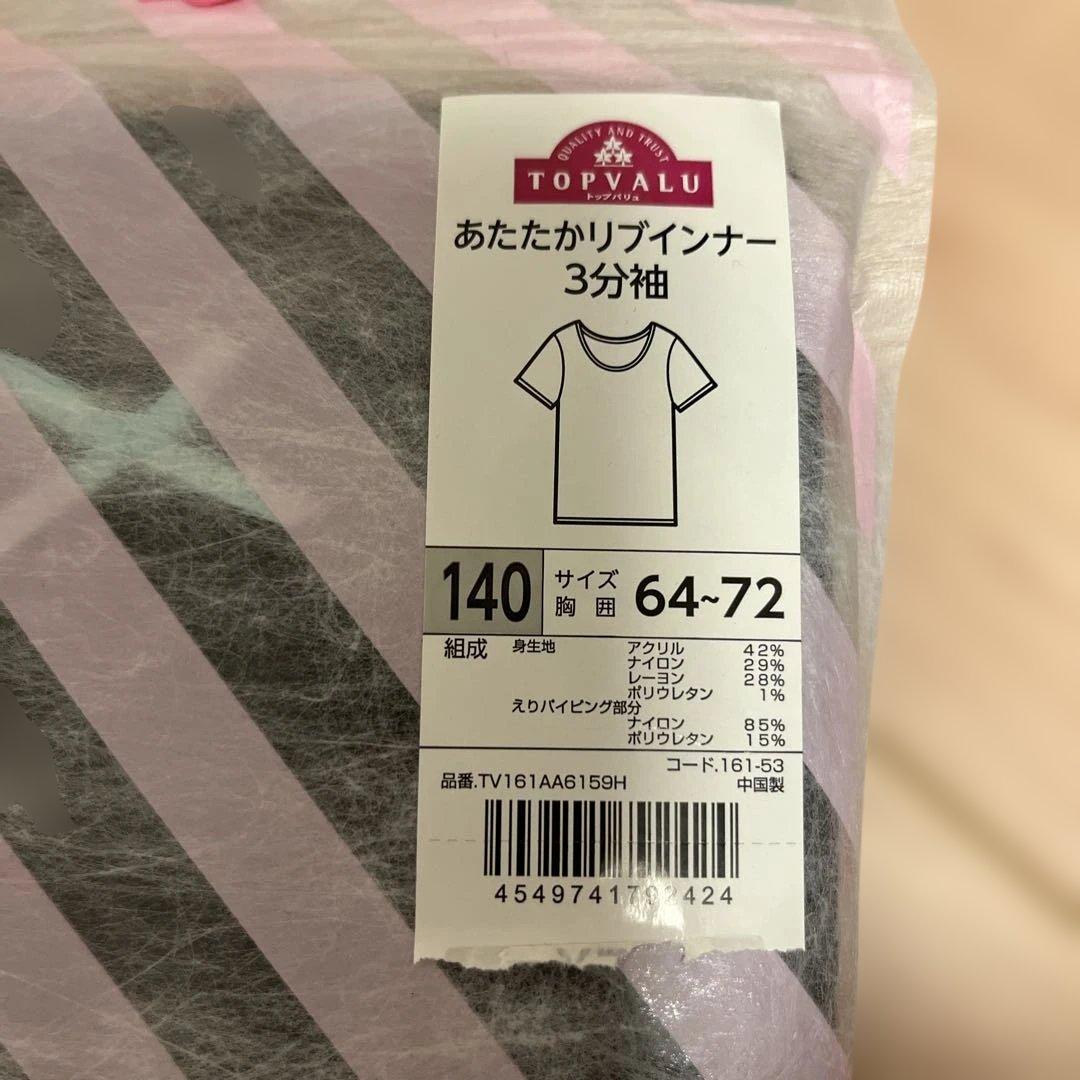 QUALITY AND TRUST
TOPVALU
トップバリュ
あたたかリブインナー
3分袖
140 サイズ 胸囲 64~72
組成 身生地 アクリル 42%
ナイロン 29%
レーヨン 28%
ポリウレタン 1%
えりパイピング部分
ナイロン 85%
ポリウレタン 15%
コード.161-53
品番.TV161AA6159H 中国製
4549741792424